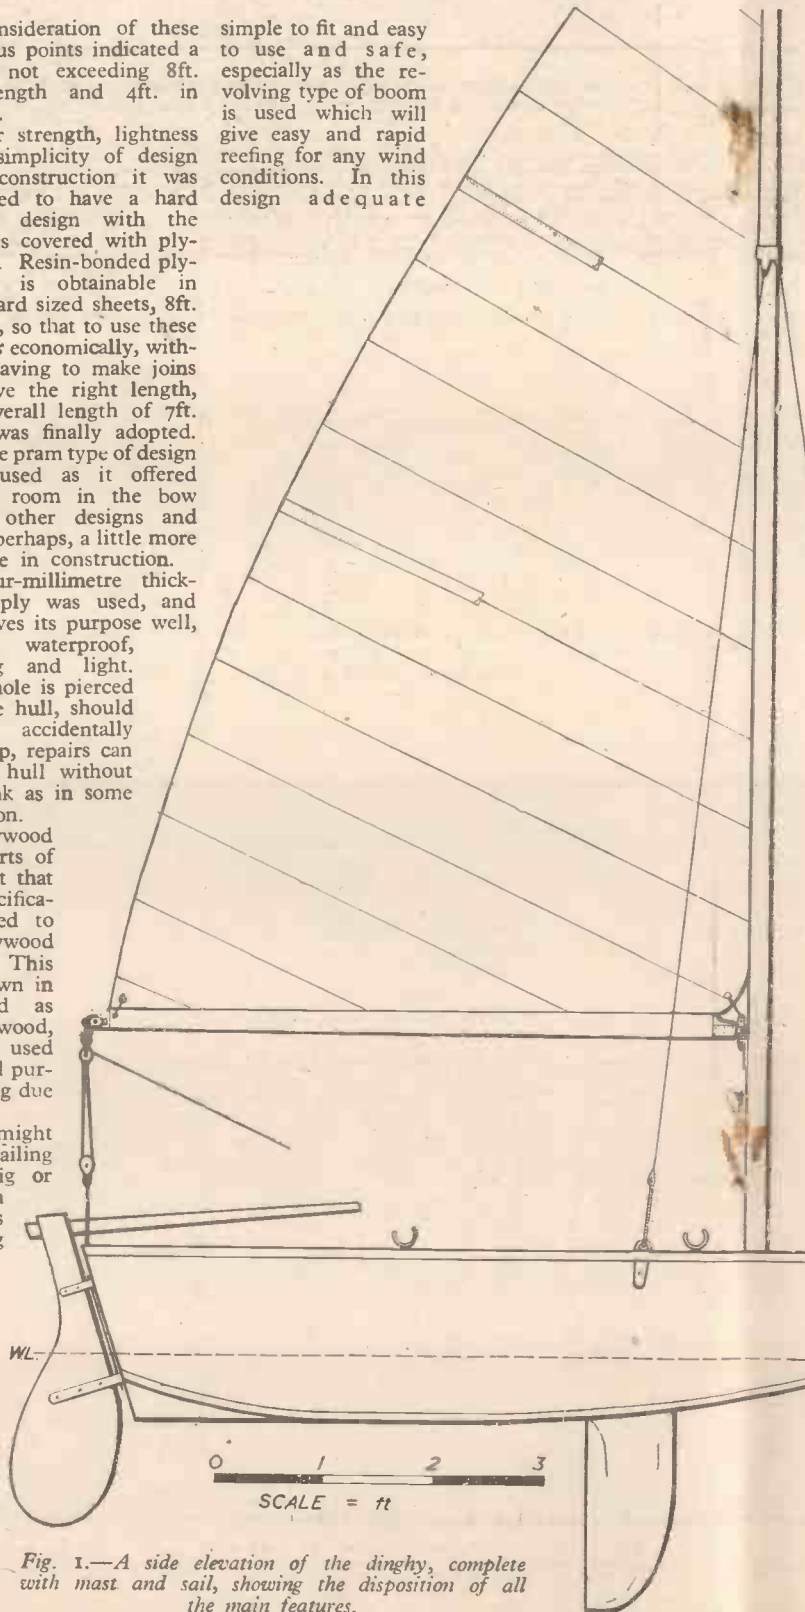 nsideration of these
us points indicated a
not exceeding 8ft.
ength and 4ft. in
.
r strength, lightness
simplicity of design
construction it was
ed to have a hard
design with the
s covered with ply-
. Resin-bonded ply-
is obtainable in
ard sized sheets, 8ft.
, so that to use these
r economically, with-
aving to make joins
ve the right length,
verall length of 7ft.
was finally adopted.
e pram type of design
used as it offered
room in the bow
other designs and
perhaps, a little more
e in construction.
ur-millimetre thick-
ply was used, and
ves its purpose well,
waterproof,
g and light.
hole is pierced
e hull, should
accidentally
p, repairs can
hull without
nk as in some
on.
wood
rts of
t that
cifica-
ed to
wood
This
wn in
d as
wood,
used
l pur-
g due
might
ailing
ig or
a
s
g
simple to fit and easy
to use and safe,
especially as the re-
volving type of boom
is used which will
give easy and rapid
reefing for any wind
conditions. In this
design adequate
W.L.
0 1 2 3
SCALE = ft
Fig. 1.—A side elevation of the dinghy, complete
with mast and sail, showing the disposition of all
the main features.